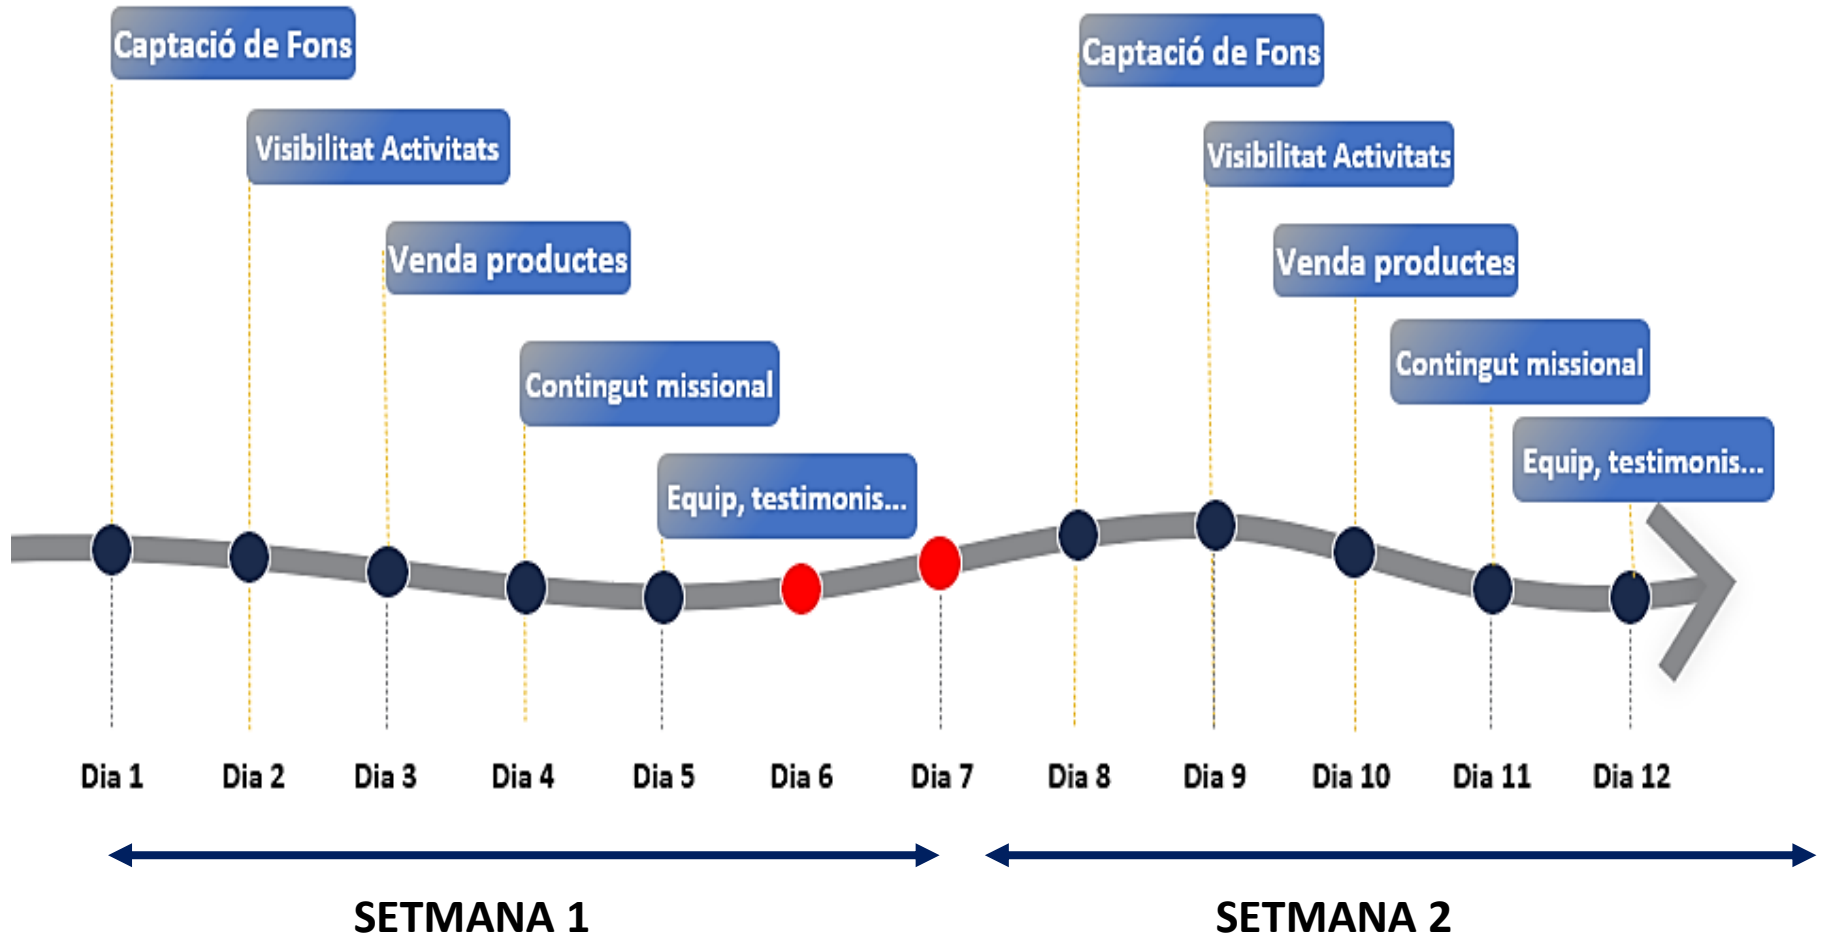 Captació de Fons
Visibilitat Activitats
Venda productes
Contingut missional
Equip, testimonis...
Captació de Fons
Visibilitat Activitats
Venda productes
Contingut missional
Equip, testimonis...
Dia 1 Dia 2 Dia 3 Dia 4 Dia 5 Dia 6 Dia 7 Dia 8 Dia 9 Dia 10 Dia 11 Dia 12
SETMANA 1 SETMANA 2